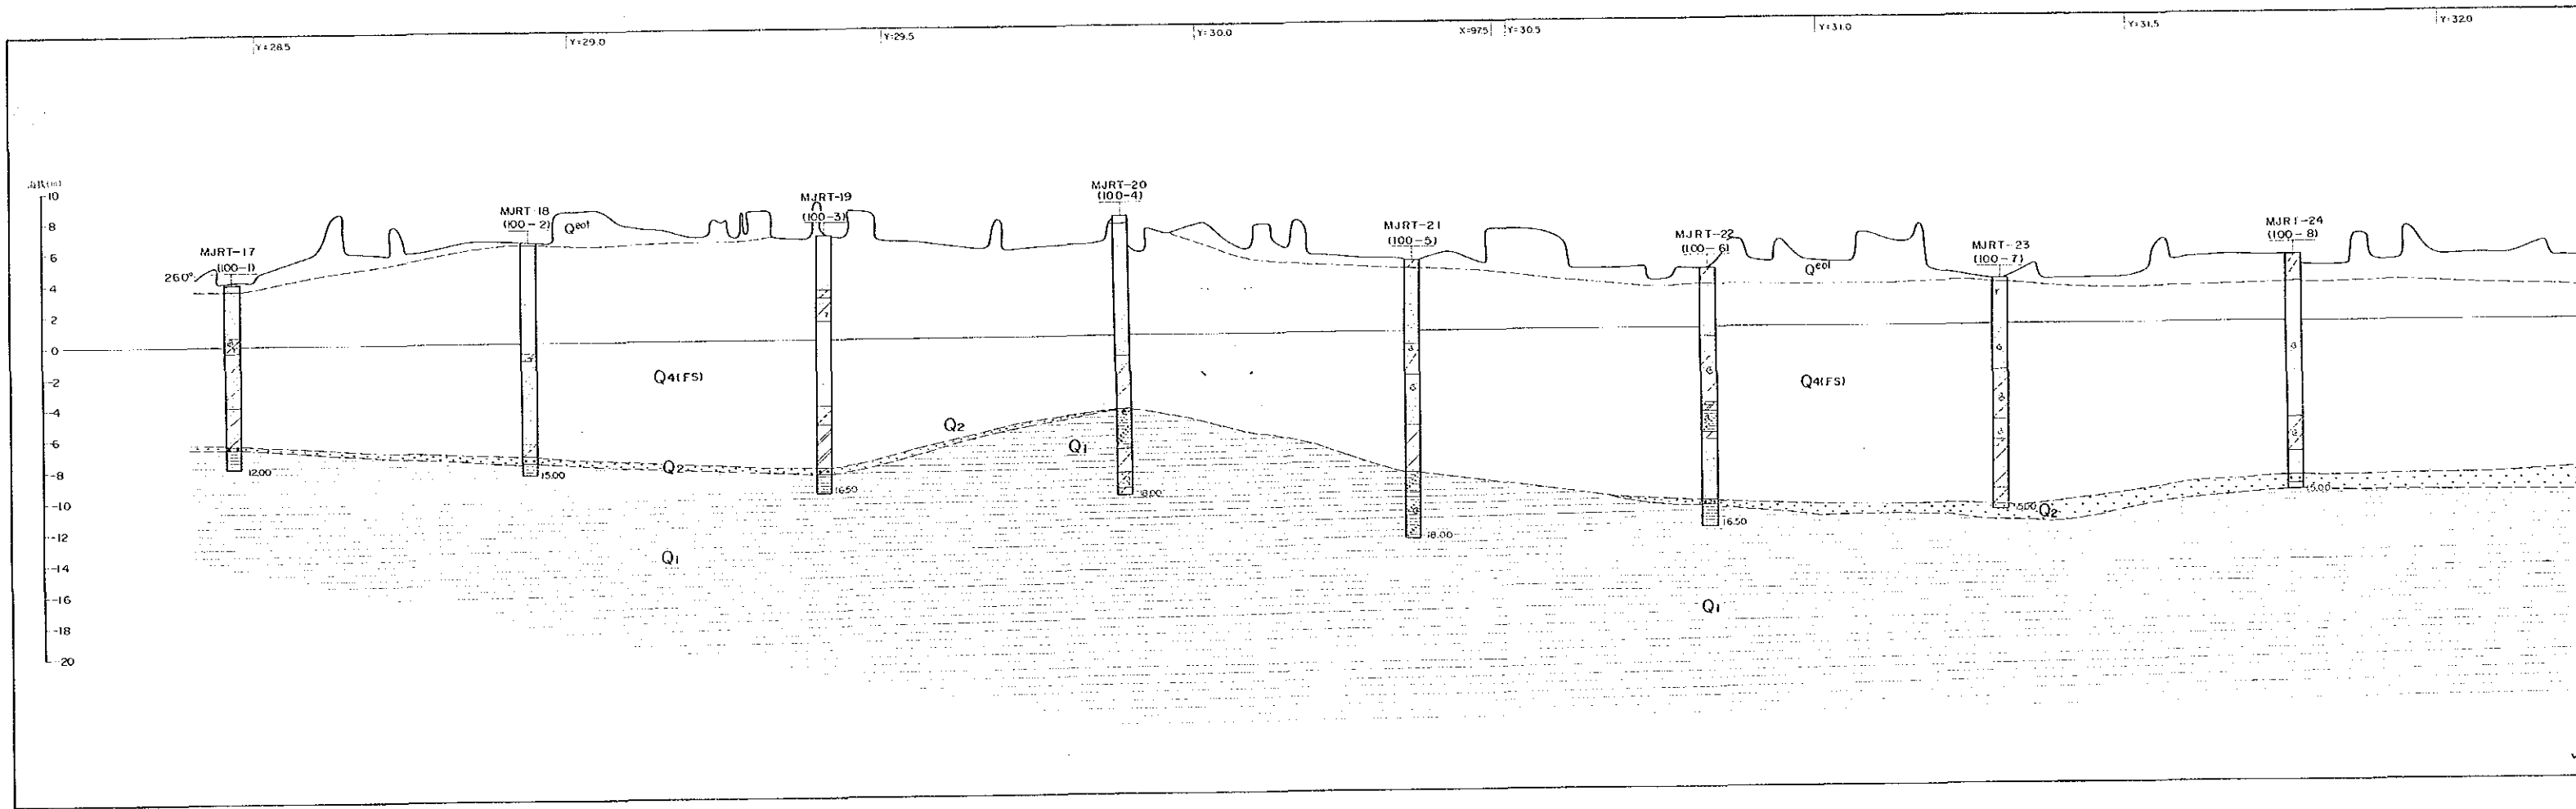 Y=28.5
Y=29.0
Y=29.5
Y=30.0
X=975
Y=30.5
Y=31.0
Y=31.5
Y=32.0
(m)
10
8
6
4
2
0
-2
-4
-6
-8
-10
-12
-14
-16
-18
-20
260°
MJRT-17
(100-1)
MJRT-18
(100-2)
MJRT-19
(100-3)
MJRT-20
(100-4)
MJRT-21
(100-5)
MJRT-22
(100-6)
MJRT-23
(100-7)
MJRT-24
(100-8)
Qeol
Qeol
Q4(FS)
Q4(FS)
Q2
Q2
Q2
Q1
Q1
Q1
12.00
15.00
16.50
18.00
18.00
16.50
15.00
15.00